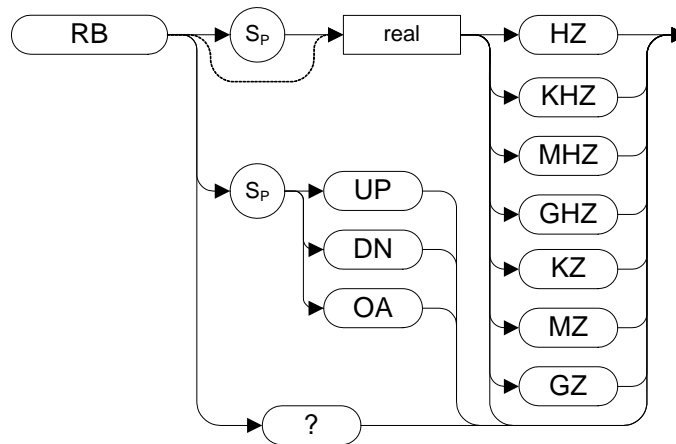 RB SP real HZ
KHZ
MHZ
SP UP GHZ
DN KZ
OA MZ
GZ
?